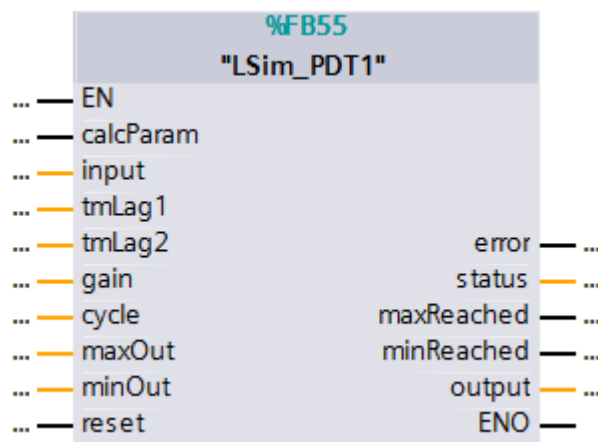 %FB55
"LSim_PDT1"
... EN
... calcParam
... input
... tmLag1
... tmLag2 error ...
... gain status ...
... cycle maxReached ...
... maxOut minReached ...
... minOut output ...
... reset ENO